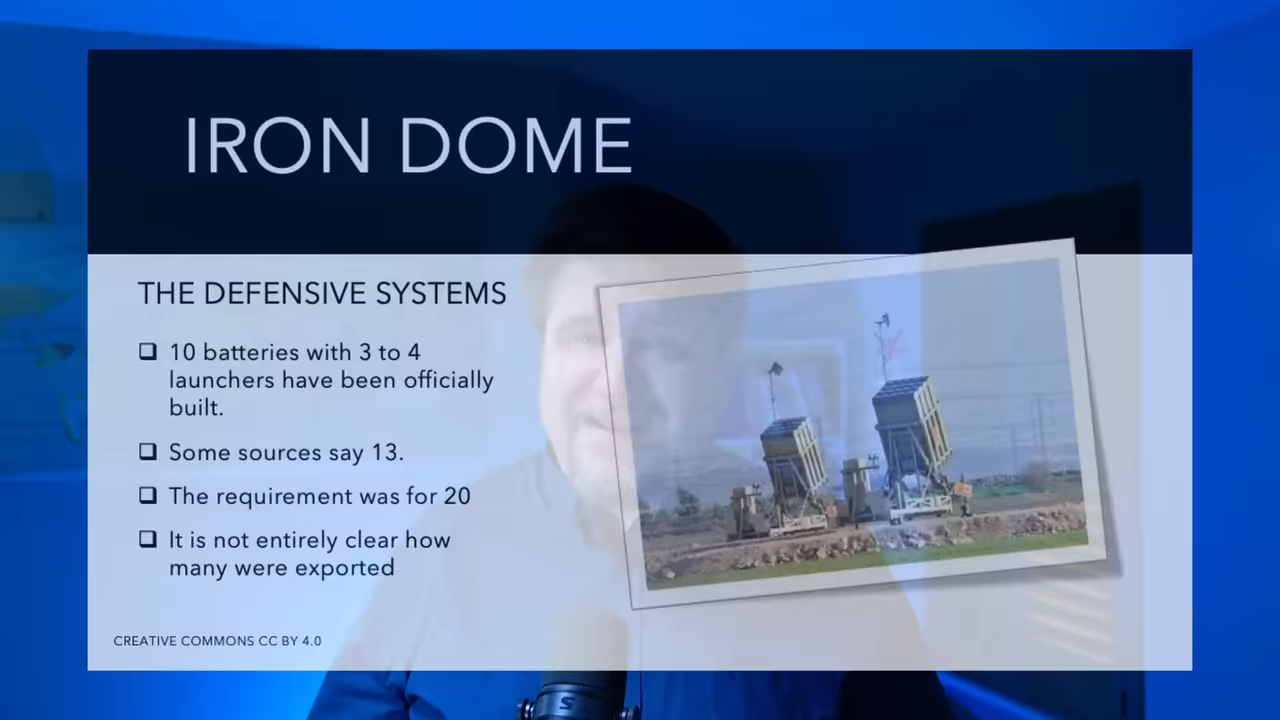 IRON DOME
THE DEFENSIVE SYSTEMS
10 batteries with 3 to 4
launchers have been officially
built.
Some sources say 13.
The requirement was for 20
It is not entirely clear how
many were exported
CREATIVE COMMONS CC BY 4.0